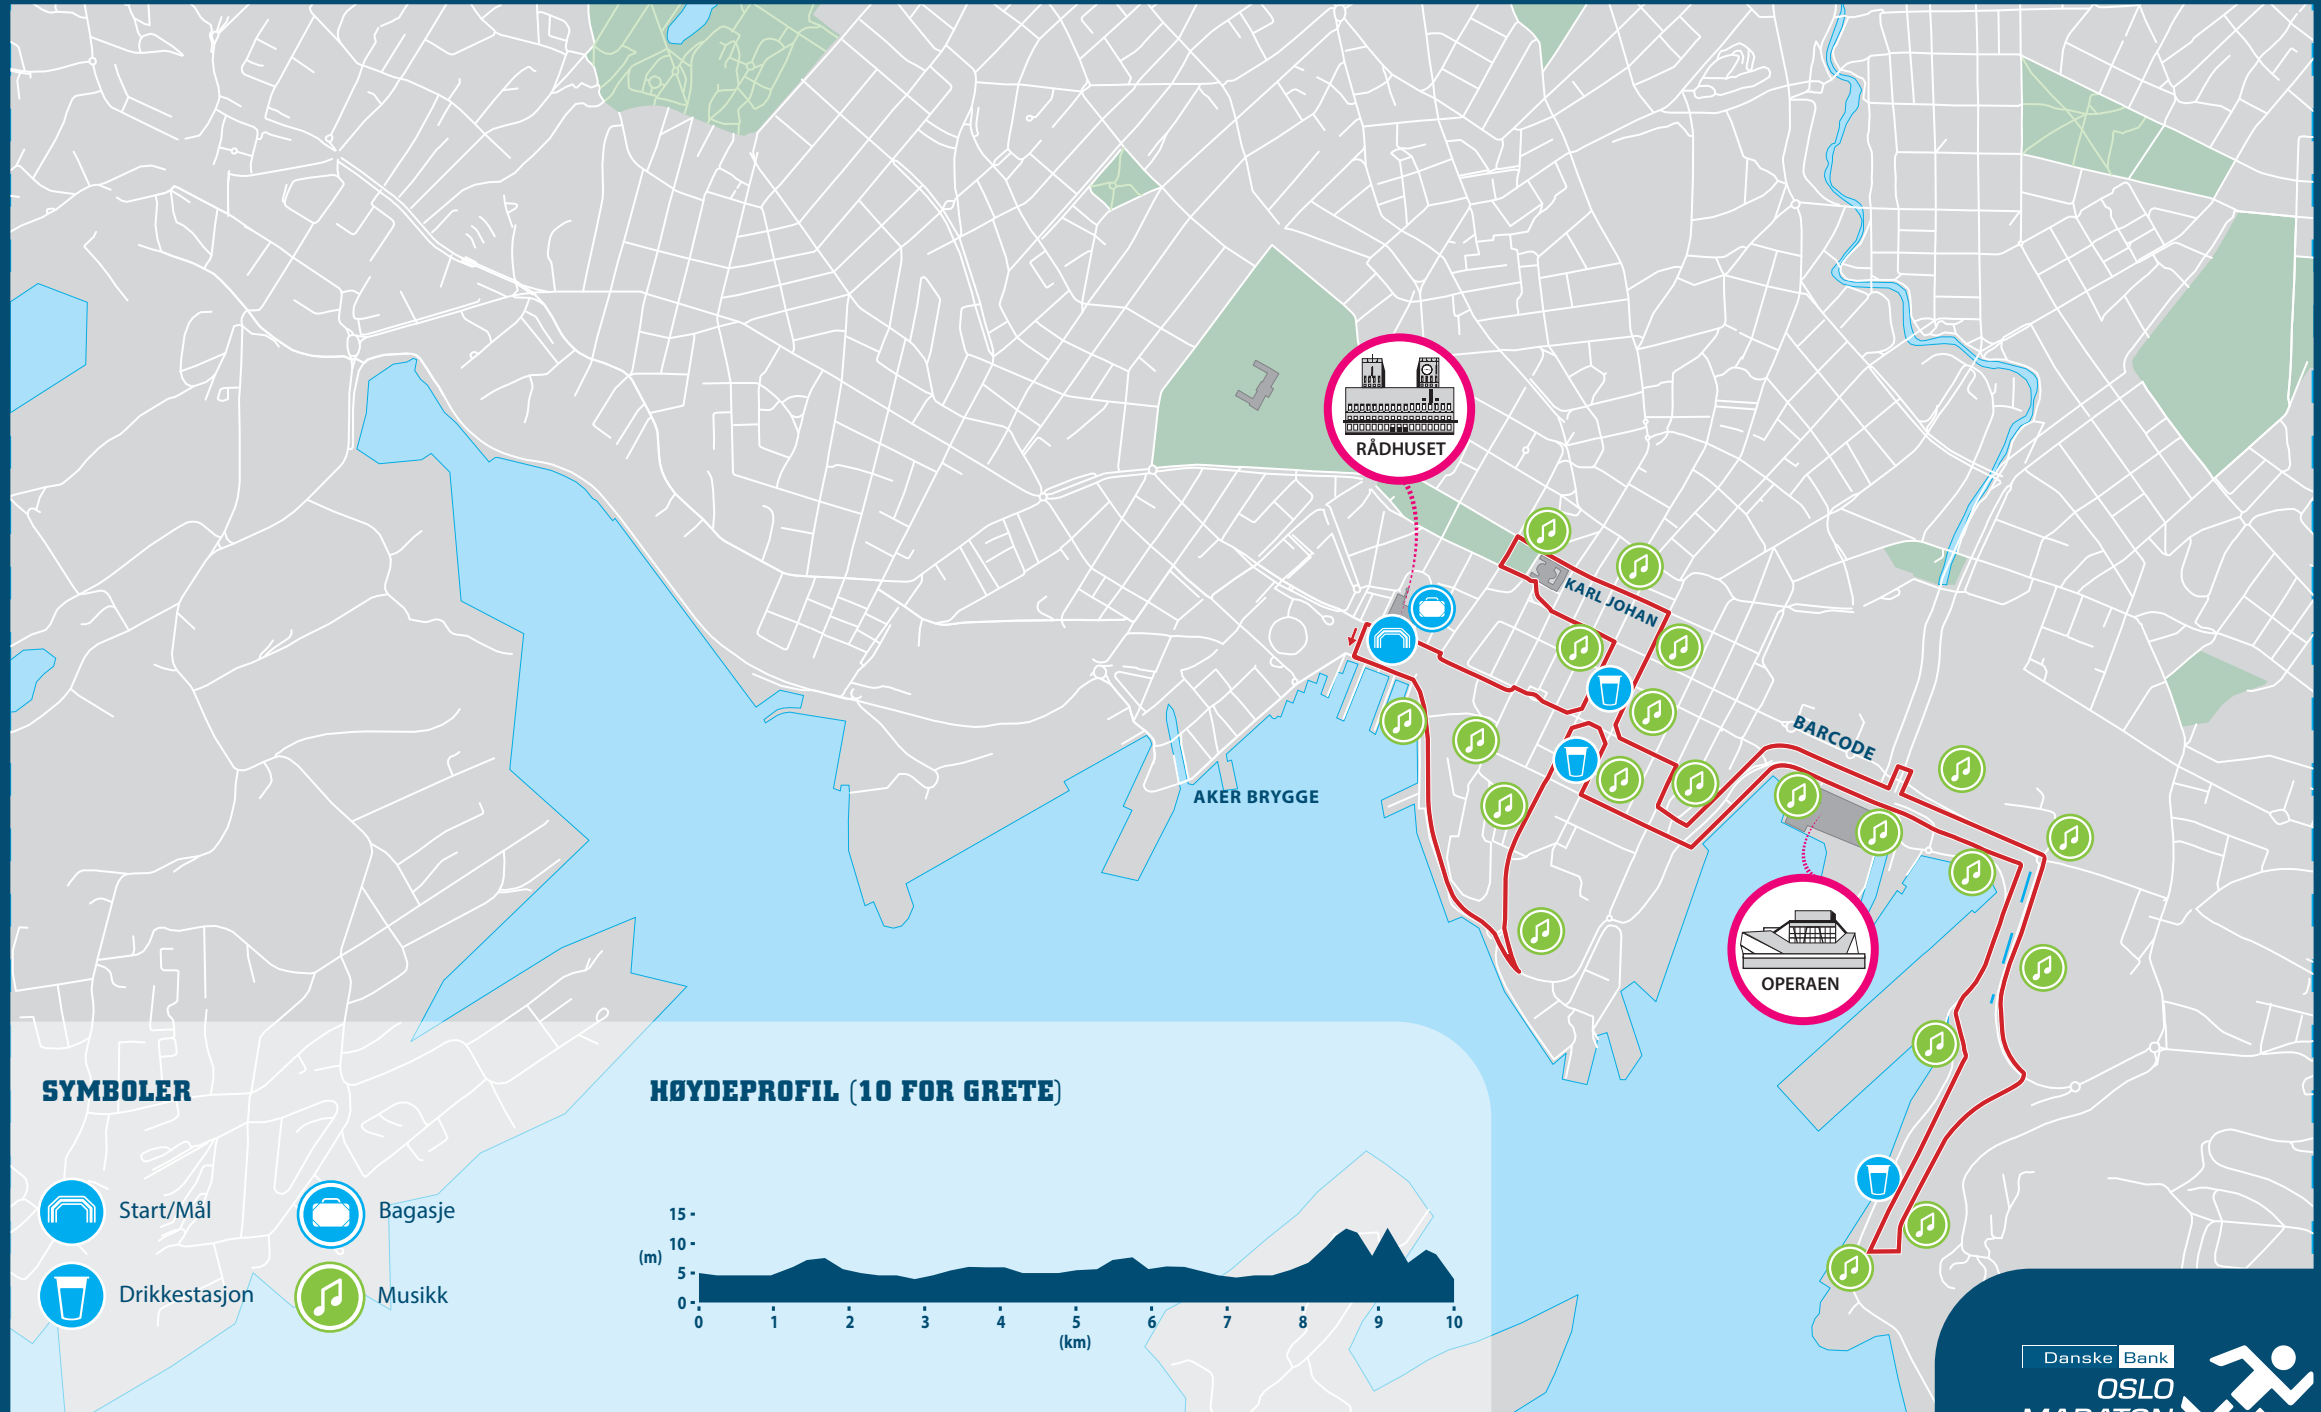 RÅDHUSET
KARL JOHAN
BARCODE
AKER BRYGGE
OPERAEN
SYMBOLER
Start/Mål
Bagasje
Drikkestasjon
Musikk
HØYDEPROFIL (10 FOR GRETE)
15
10
(m)
5
0
0 1 2 3 4 5 6 7 8 9 10
(km)
Danske Bank
OSLO
MARATON